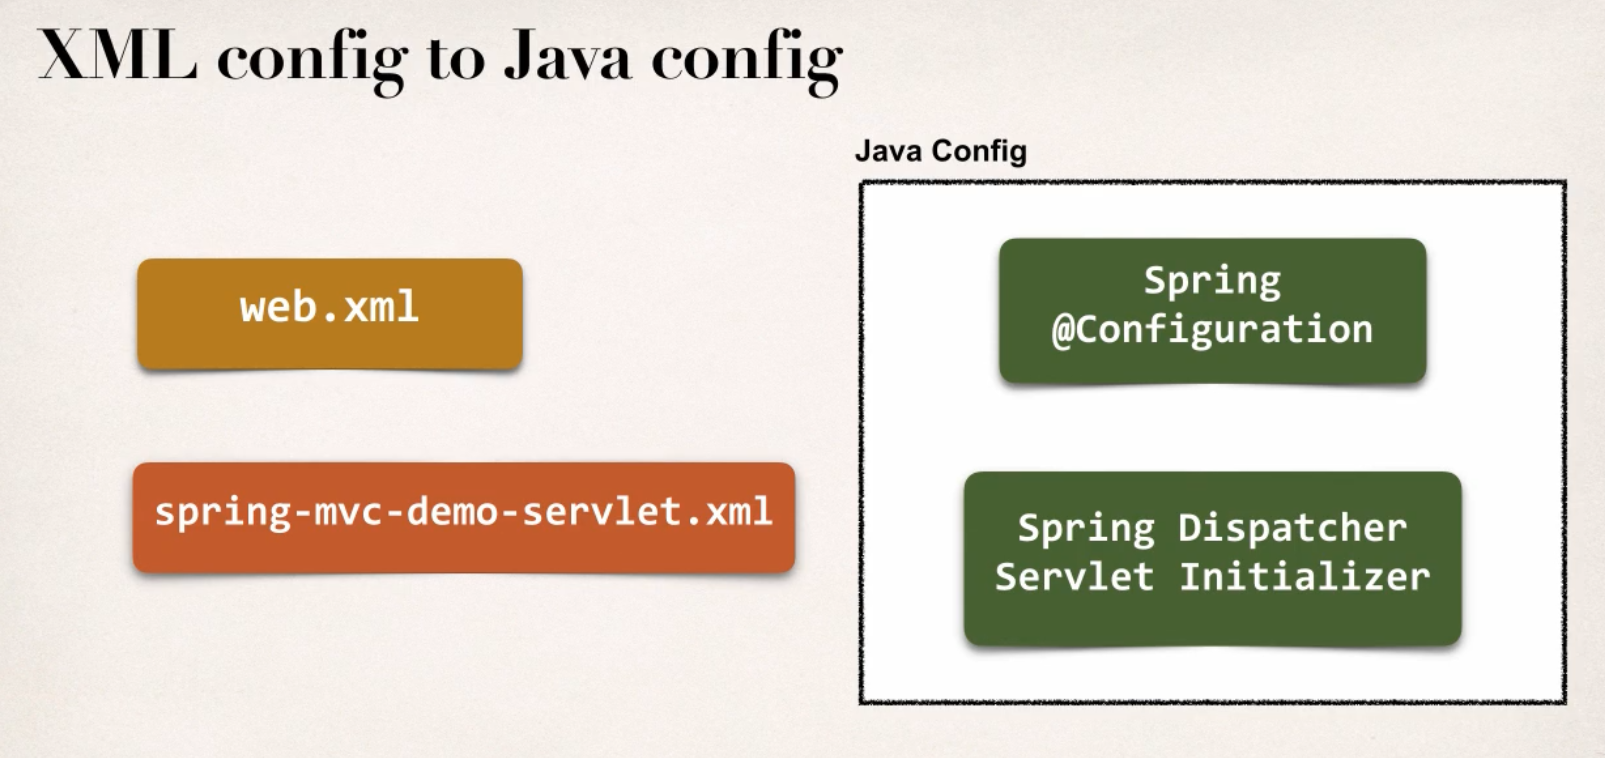 XML config to Java config
Java Config
web.xml
spring-mvc-demo-servlet.xml
Spring
@Configuration
Spring Dispatcher
Servlet Initializer